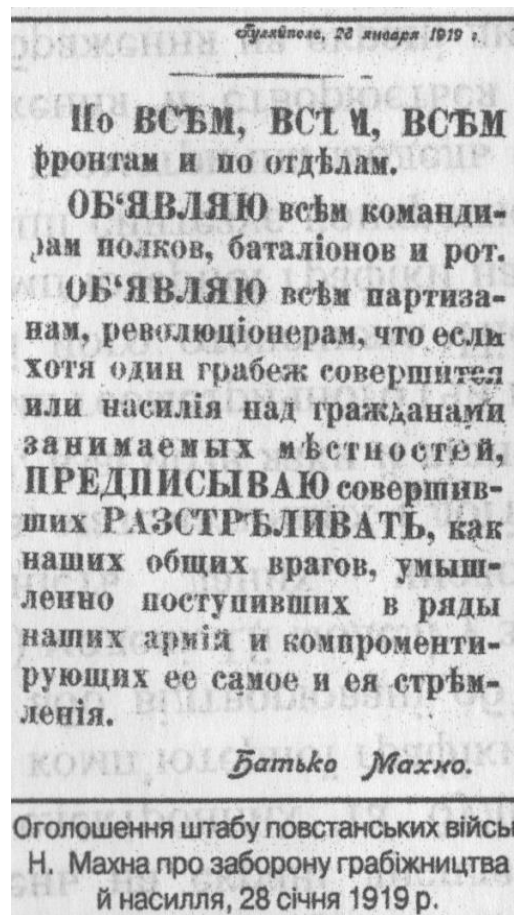 Гуляйполе, 28 января 1919 г.
По ВСѢМ, ВСѢМ, ВСѢМ
фронтам и по отдѣлам.
ОБ‘ЯВЛЯЮ всѣм команди-
рам полков, баталіонов и рот.
ОБ‘ЯВЛЯЮ всѣм партиза-
нам, революціонерам, что если
хотя один грабеж совершится
или насилія над гражданами
занимаемых мѣстностей,
ПРЕДПИСЫВАЮ совершив-
ших РАЗСТРѢЛИВАТЬ, как
наших общих врагов, умыш-
ленно поступивших в ряды
наших армій и компроменти-
рующих ее самое и ея стрѣм-
ленія.
Батько Махно.
Оголошення штабу повстанських військ
Н. Махна про заборону грабіжництва
й насилля, 28 січня 1919 р.